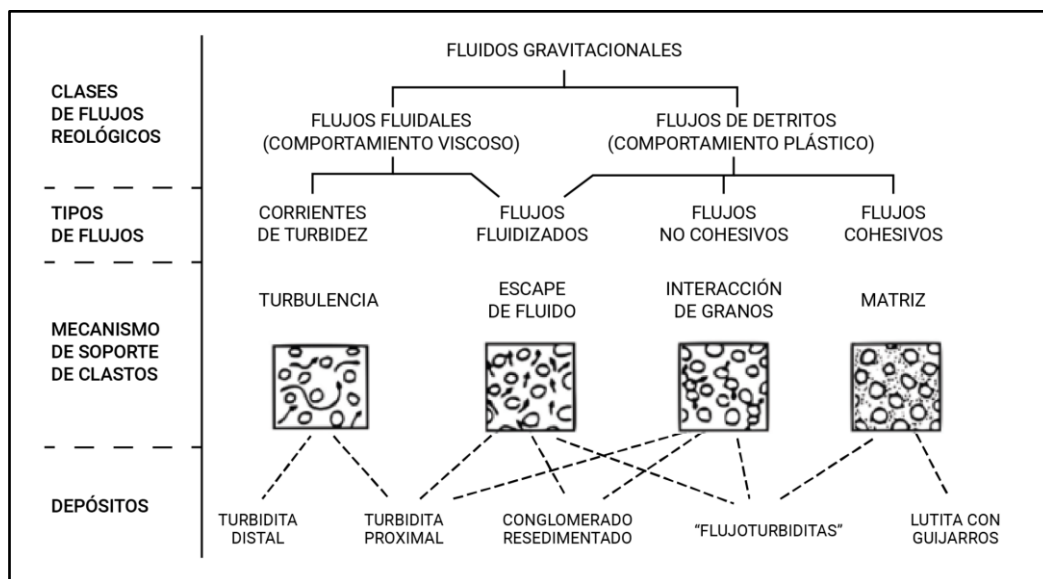 FLUIDOS GRAVITACIONALES
CLASES
DE FLUJOS
REOLÓGICOS
FLUJOS FLUIDALES
(COMPORTAMIENTO VISCOSO)
FLUJOS DE DETRITOS
(COMPORTAMIENTO PLÁSTICO)
TIPOS
DE FLUJOS
CORRIENTES
DE TURBIDEZ
FLUJOS
FLUIDIZADOS
FLUJOS
NO COHESIVOS
FLUJOS
COHESIVOS
MECANISMO
DE SOPORTE
DE CLASTOS
TURBULENCIA
ESCAPE
DE FLUIDO
INTERACCIÓN
DE GRANOS
MATRIZ
DEPÓSITOS
TURBIDITA
DISTAL
TURBIDITA
PROXIMAL
CONGLOMERADO
RESEDIMENTADO
“FLUJOTURBIDITAS”
LUTITA CON
GUIJARROS